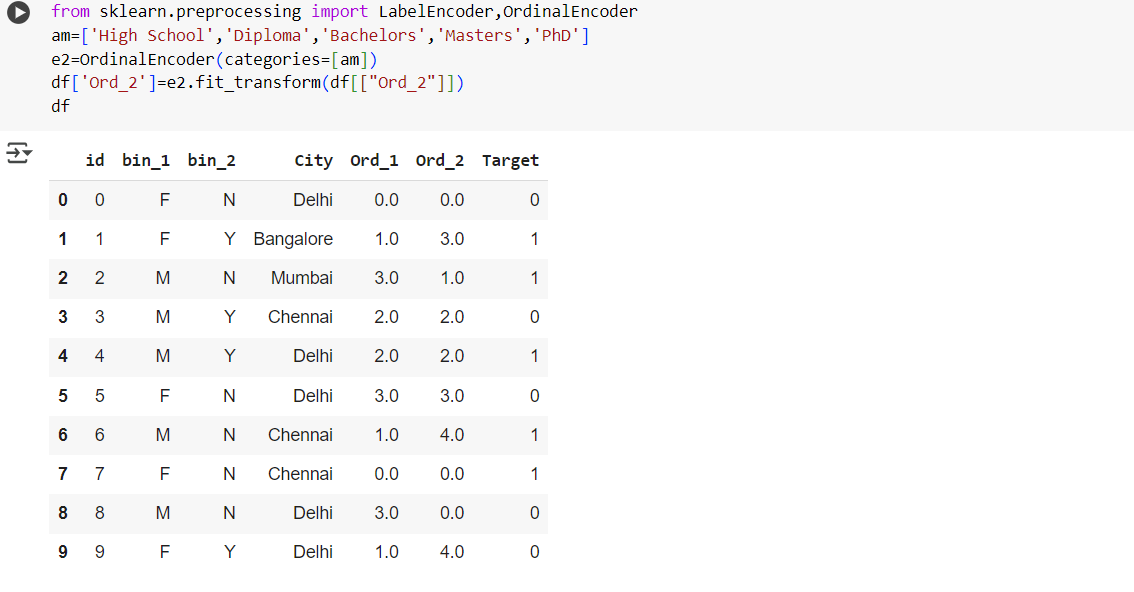 from sklearn.preprocessing import LabelEncoder,OrdinalEncoder
am=['High School','Diploma','Bachelors','Masters','PhD']
e2=OrdinalEncoder(categories=[am])
df['Ord_2']=e2.fit_transform(df[["Ord_2"]])
df
id bin_1 bin_2 City Ord_1 Ord_2 Target
0 0 F N Delhi 0.0 0.0 0
1 1 F Y Bangalore 1.0 3.0 1
2 2 M N Mumbai 3.0 1.0 1
3 3 M Y Chennai 2.0 2.0 0
4 4 M Y Delhi 2.0 2.0 1
5 5 F N Delhi 3.0 3.0 0
6 6 M N Chennai 1.0 4.0 1
7 7 F N Chennai 0.0 0.0 1
8 8 M N Delhi 3.0 0.0 0
9 9 F Y Delhi 1.0 4.0 0